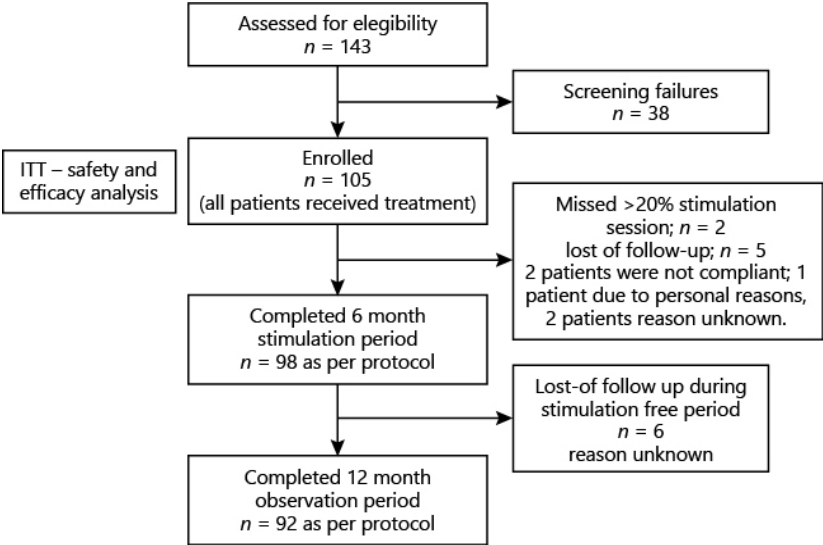 Assessed for elegibility
n = 143
Screening failures
n = 38
Enrolled
n = 105
(all patients received treatment)
ITT – safety and
efficacy analysis
Missed >20% stimulation
session; n = 2
lost of follow-up; n = 5
2 patients were not compliant; 1
patient due to personal reasons,
2 patients reason unknown.
Completed 6 month
stimulation period
n = 98 as per protocol
Lost-of follow up during
stimulation free period
n = 6
reason unknown
Completed 12 month
observation period
n = 92 as per protocol